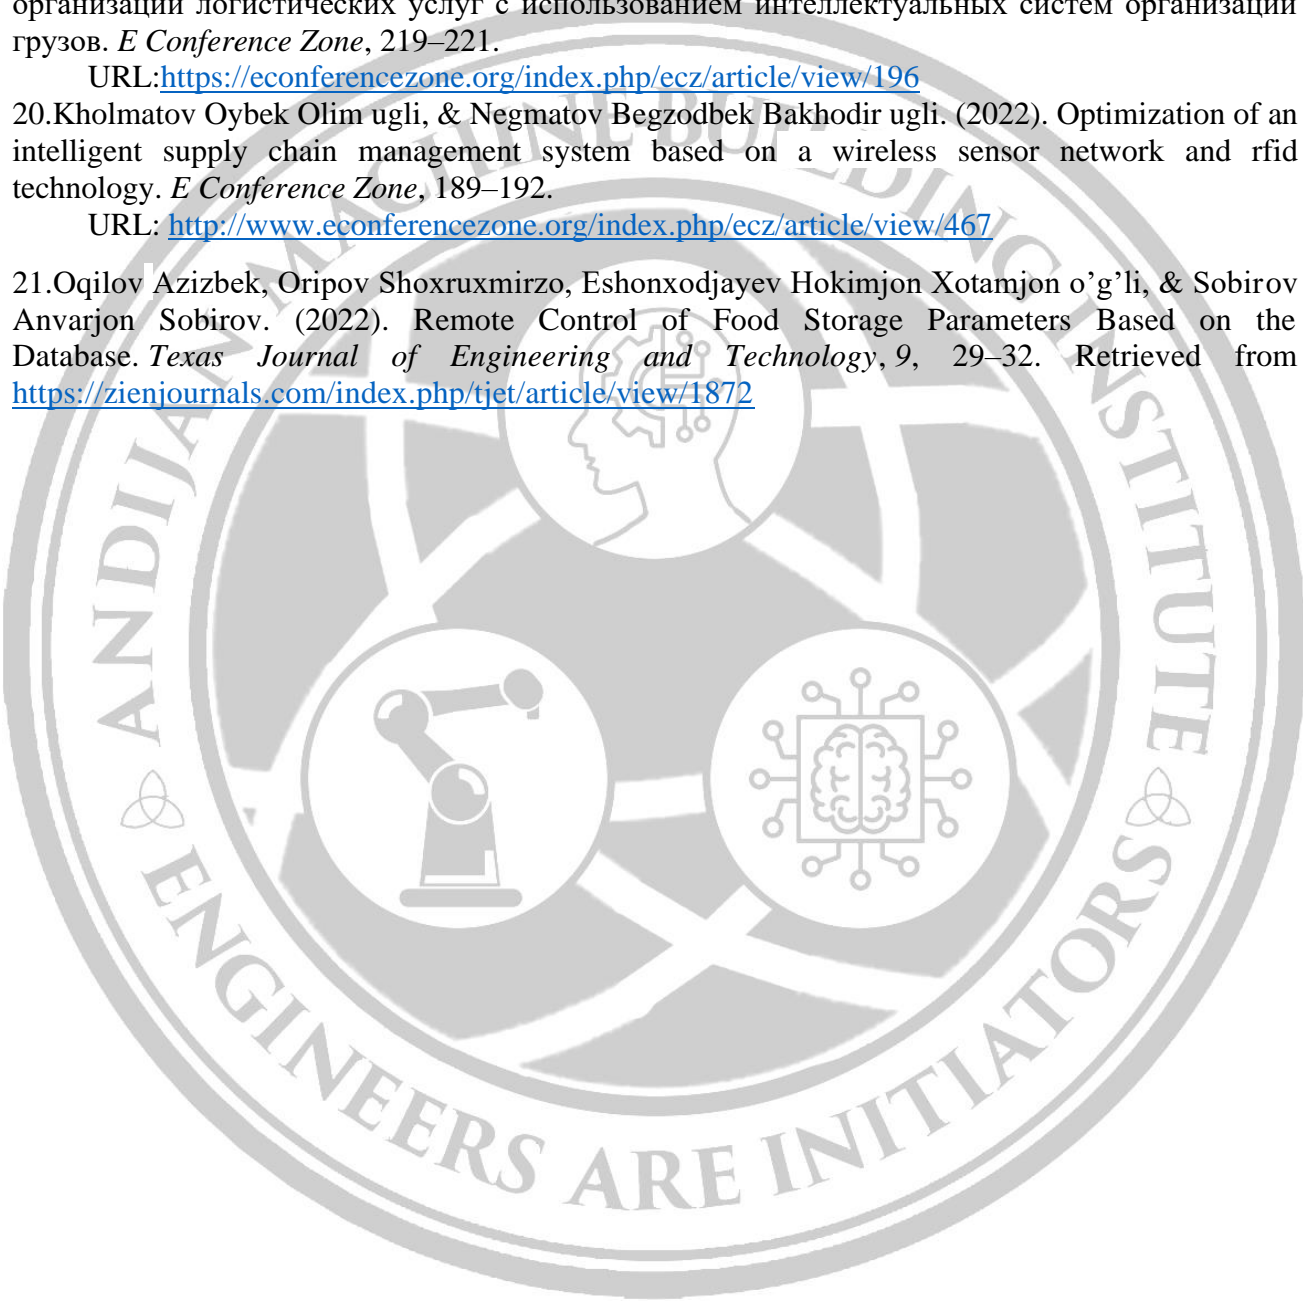 организации логистических услуг с использованием интеллектуальных систем организации
грузов. E Conference Zone, 219–221.
URL:https://econferencezone.org/index.php/ecz/article/view/196
20.Kholmatov Oybek Olim ugli, & Negmatov Begzodbek Bakhodir ugli. (2022). Optimization of an
intelligent supply chain management system based on a wireless sensor network and rfid
technology. E Conference Zone, 189–192.
URL: http://www.econferencezone.org/index.php/ecz/article/view/467
21.Oqilov Azizbek, Oripov Shoxruxmirzo, Eshonxodjayev Hokimjon Xotamjon o’g’li, & Sobirov
Anvarjon Sobirov. (2022). Remote Control of Food Storage Parameters Based on the
Database. Texas Journal of Engineering and Technology, 9, 29–32. Retrieved from
https://zienjournals.com/index.php/tjet/article/view/1872
ANDIJAN MACHINE BUILDING INSTITUTE
ENGINEERS ARE INITIATORS